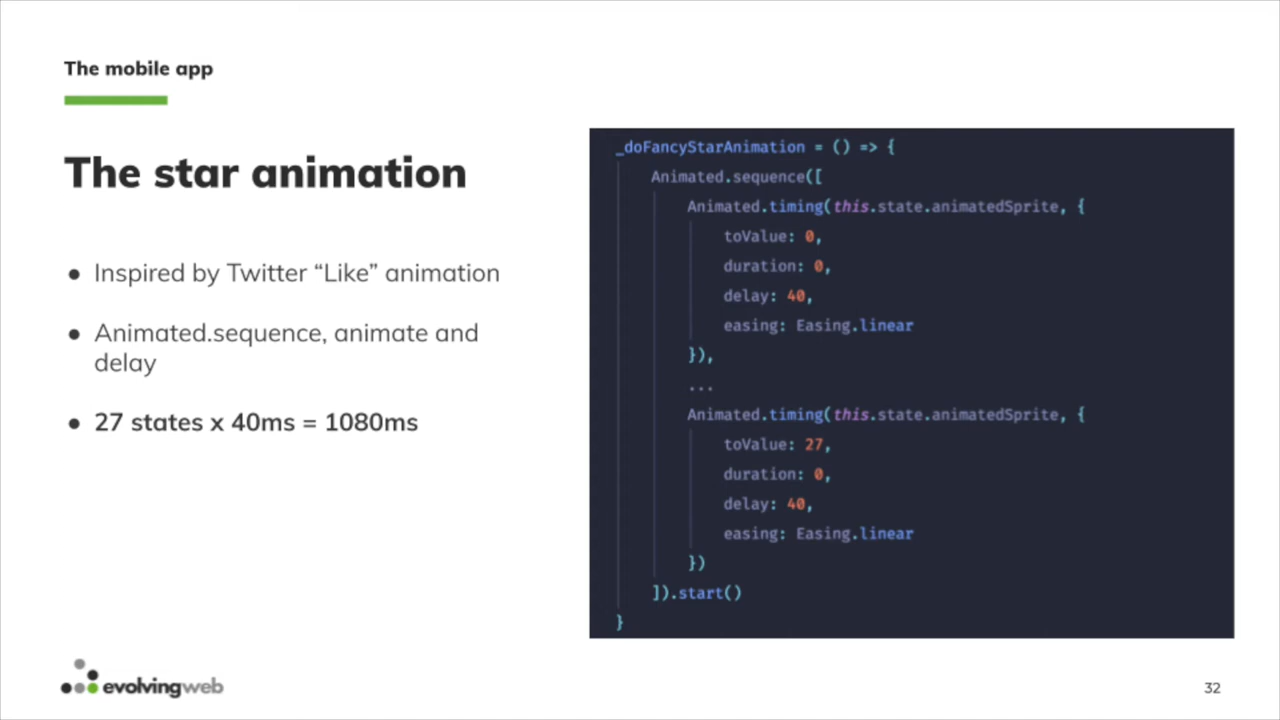 The mobile app
The star animation
● Inspired by Twitter “Like” animation
● Animated.sequence, animate and
delay
● 27 states x 40ms = 1080ms
_doFancyStarAnimation = () => {
Animated.sequence([
Animated.timing(this.state.animatedSprite, {
toValue: 0,
duration: 0,
delay: 40,
easing: Easing.linear
}),
...
Animated.timing(this.state.animatedSprite, {
toValue: 27,
duration: 0,
delay: 40,
easing: Easing.linear
})
]).start()
}
evolvingweb
32